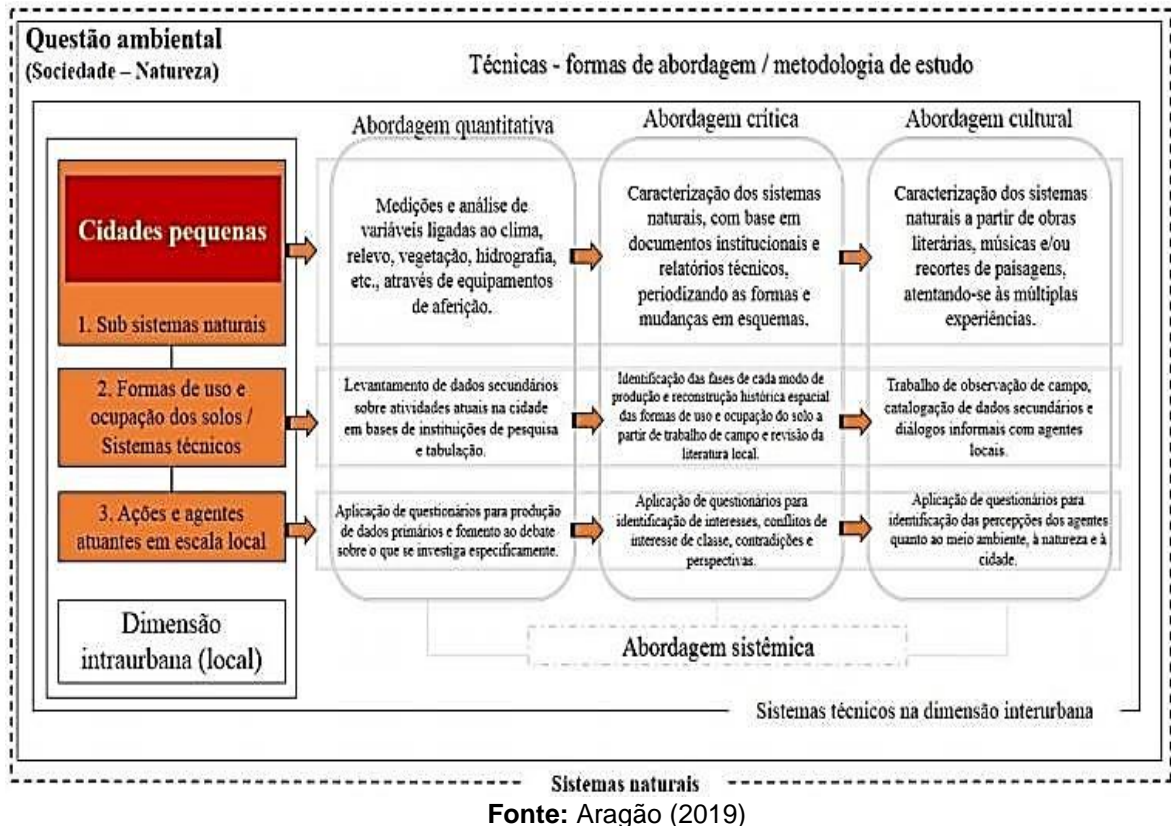 Questão ambiental
(Sociedade – Natureza)
Técnicas - formas de abordagem / metodologia de estudo
Abordagem quantitativa
Abordagem crítica
Abordagem cultural
Cidades pequenas
1. Sub sistemas naturais
Medições e análise de
variáveis ligadas ao clima,
relevo, vegetação, hidrografia,
etc., através de equipamentos
de aferição.
Caracterização dos sistemas
naturais, com base em
documentos institucionais e
relatórios técnicos,
periodizando as formas e
mudanças em esquemas.
Caracterização dos sistemas
naturais a partir de obras
literárias, músicas e/ou
recortes de paisagens,
atentando-se às múltiplas
experiências.
2. Formas de uso e
ocupação dos solos /
Sistemas técnicos
Levantamento de dados secundários
sobre atividades atuais na cidade
em bases de instituições de pesquisa
e tabulação.
Identificação das fases de cada modo de
produção e reconstrução histórica espacial
das formas de uso e ocupação do solo a
partir de trabalho de campo e revisão da
literatura local.
Trabalho de observação de campo,
catalogação de dados secundários e
diálogos informais com agentes
locais.
3. Ações e agentes
atuantes em escala local
Aplicação de questionários para produção
de dados primários e fomento ao debate
sobre o que se investiga especificamente.
Aplicação de questionários para
identificação de interesses, conflitos de
interesse de classe, contradições e
perspectivas.
Aplicação de questionários para
identificação das percepções dos agentes
quanto ao meio ambiente, à natureza e à
cidade.
Dimensão
intraurbana (local)
Abordagem sistêmica
Sistemas técnicos na dimensão interurbana
Sistemas naturais
Fonte: Aragão (2019)